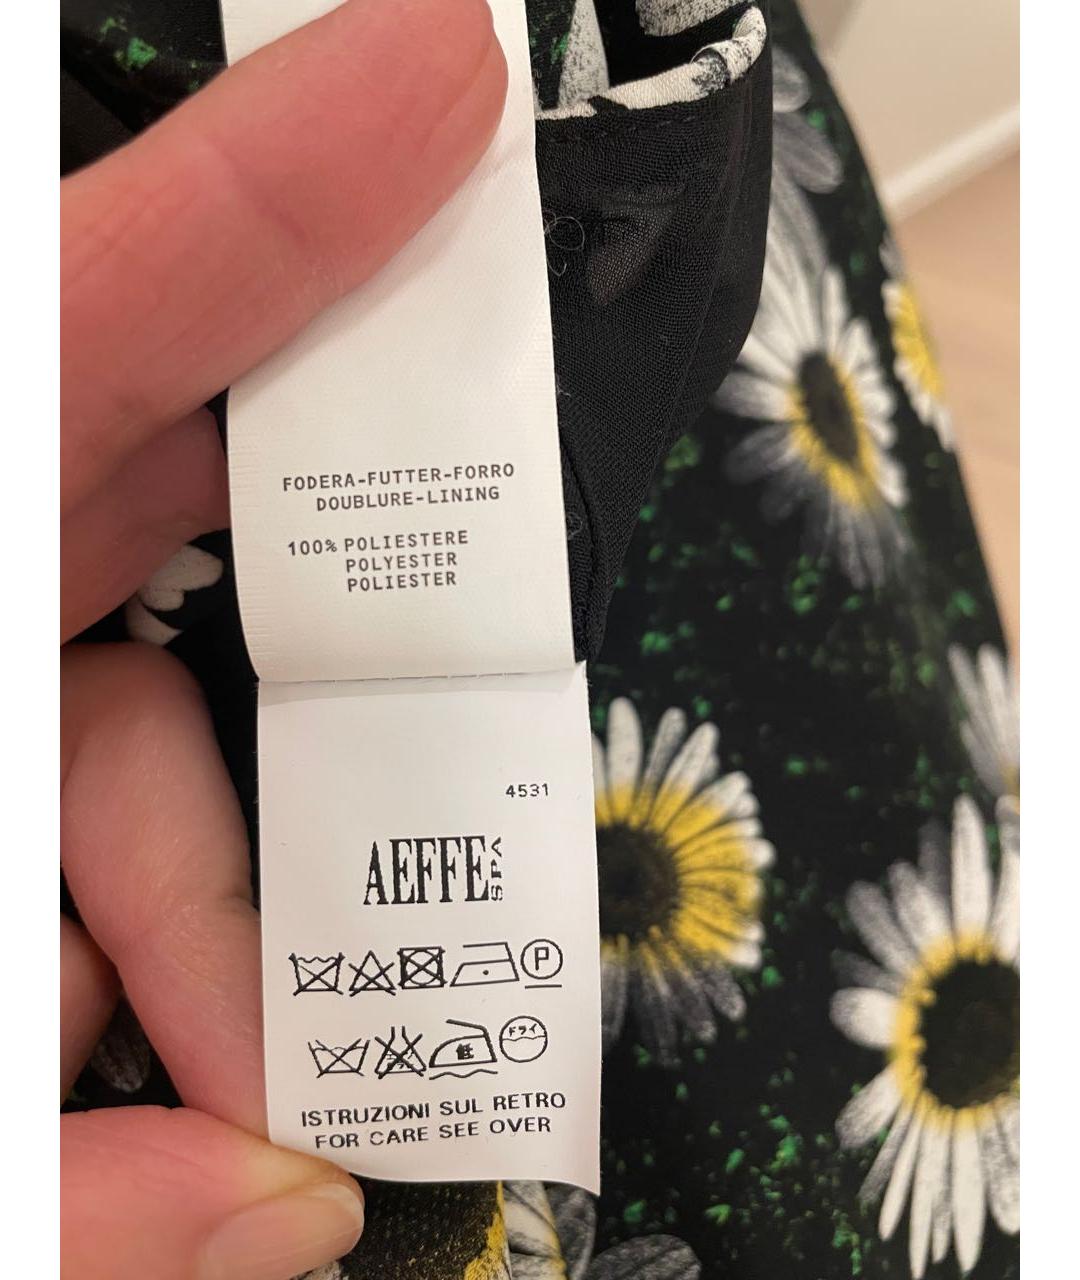 FODERA-FUTTER-FORRO
DOUBLURE-LINING
100% POLIESTERE
POLYESTER
POLIESTER
4531
AEFFE SPA
P
ドライ
ISTRUZIONI SUL RETRO
FOR CARE SEE OVER